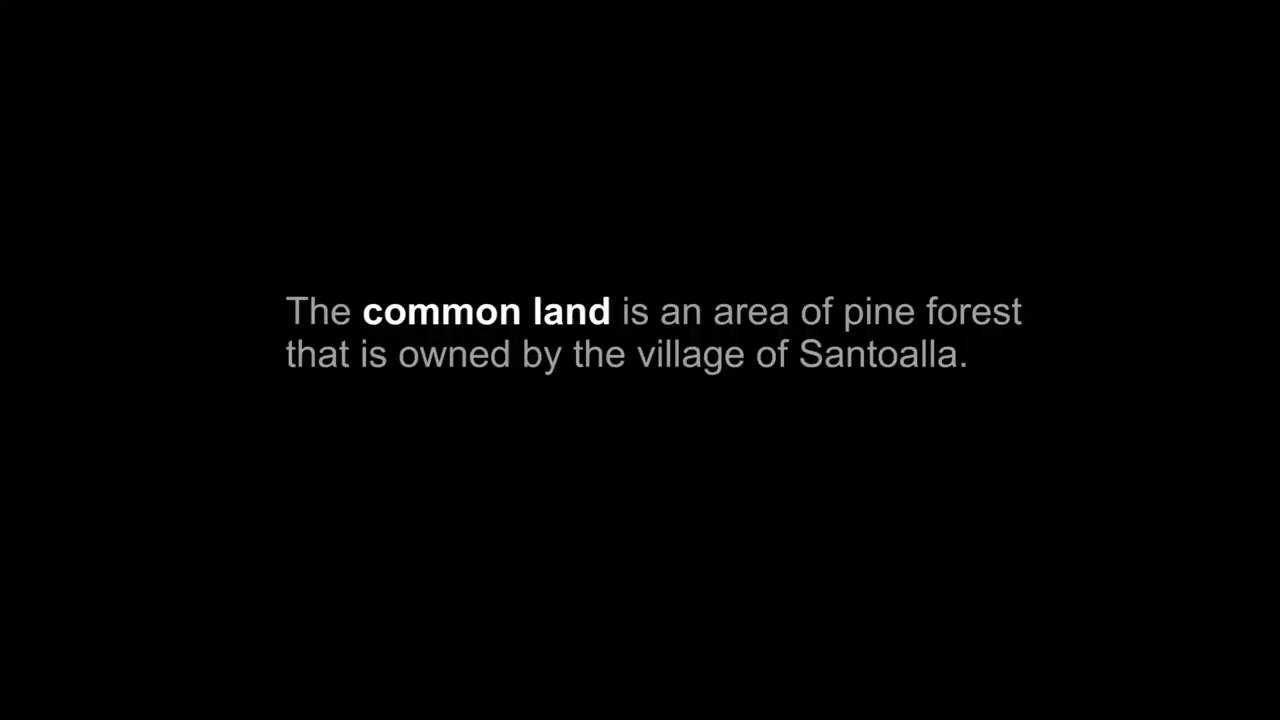 The common land is an area of pine forest
that is owned by the village of Santoalla.